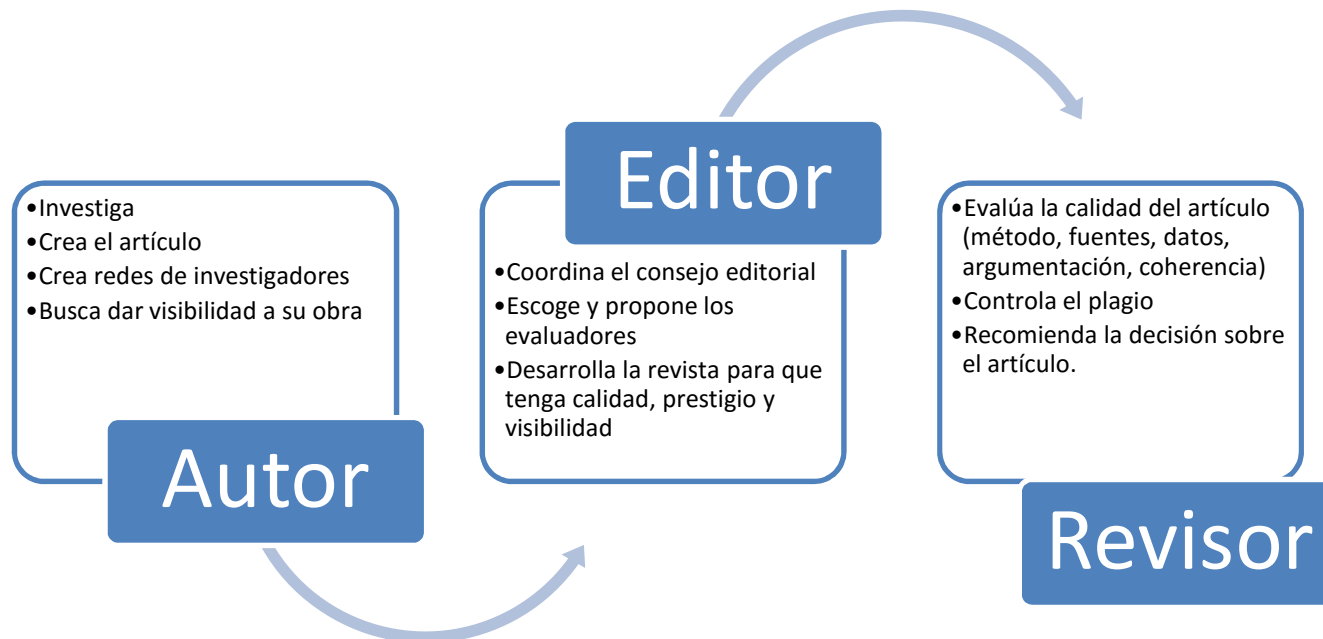 •Investiga
•Crea el artículo
•Crea redes de investigadores
•Busca dar visibilidad a su obra
Autor
Editor
•Coordina el consejo editorial
•Escoge y propone los
evaluadores
•Desarrolla la revista para que
tenga calidad, prestigio y
visibilidad
•Evalúa la calidad del artículo
(método, fuentes, datos,
argumentación, coherencia)
•Controla el plagio
•Recomienda la decisión sobre
el artículo.
Revisor